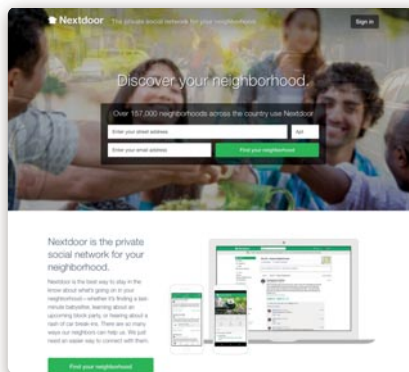 Nextdoor The private social network for your neighborhood.
Sign in
Discover your neighborhood.
Over 157,000 neighborhoods across the country use Nextdoor
Enter your street address
Apt
Enter your email address
Find your neighborhood
Nextdoor is the private
social network for your
neighborhood.
Nextdoor is the best way to stay in the
know about what's going on in your
neighborhood—whether it's finding a last
minute babysitter, learning about an
upcoming block party, or hearing about a
rash of car break ins. There are so many
ways our neighbors can help us. We just
need an easier way to connect with them.
Find your neighborhood